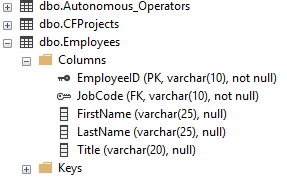 dbo.Autonomous_Operators
dbo.CFProjects
dbo.Employees
Columns
EmployeeID (PK, varchar(10), not null)
JobCode (FK, varchar(10), not null)
FirstName (varchar(25), null)
LastName (varchar(25), null)
Title (varchar(20), null)
Keys